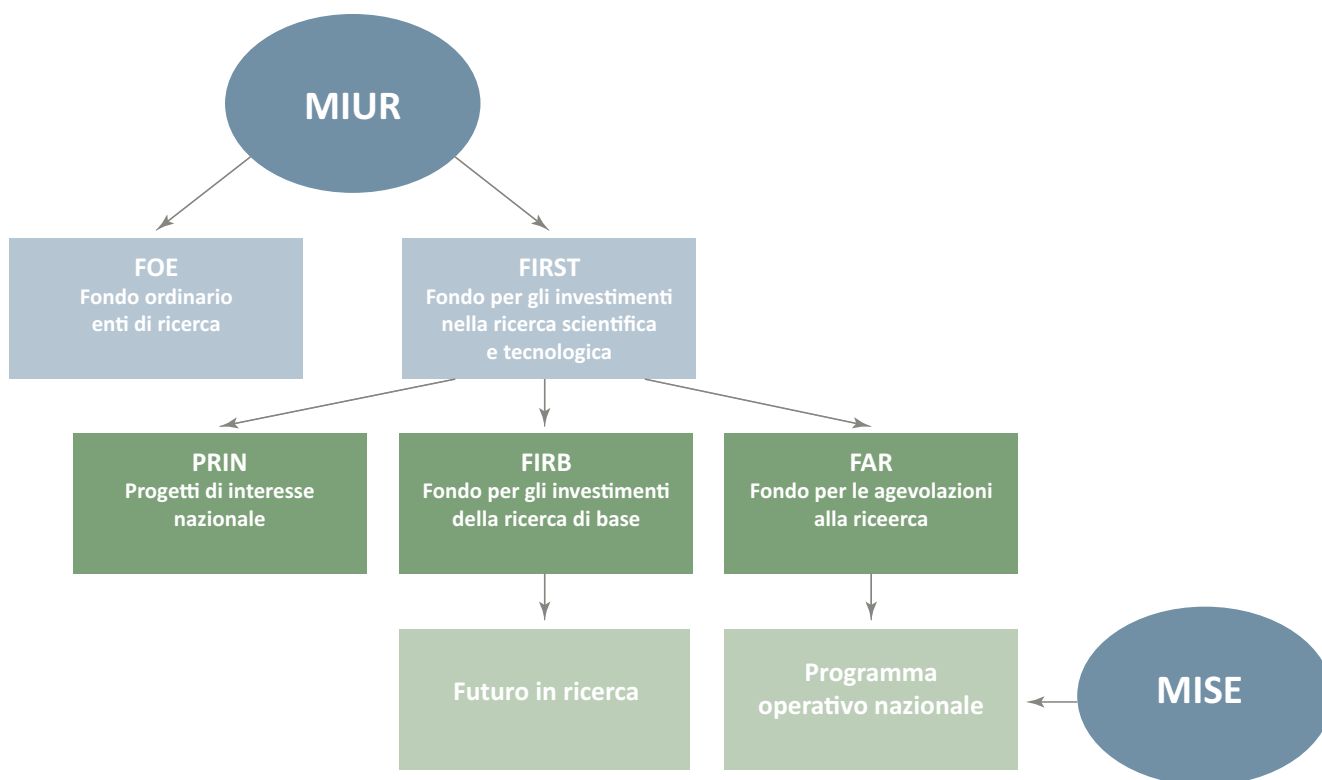 MIUR
FOE
Fondo ordinario
enti di ricerca
FIRST
Fondo per gli investimenti
nella ricerca scientifica
e tecnologica
PRIN
Progetti di interesse
nazionale
FIRB
Fondo per gli investimenti
della ricerca di base
FAR
Fondo per le agevolazioni
alla riceerca
Futuro in ricerca
Programma
operativo nazionale
MISE